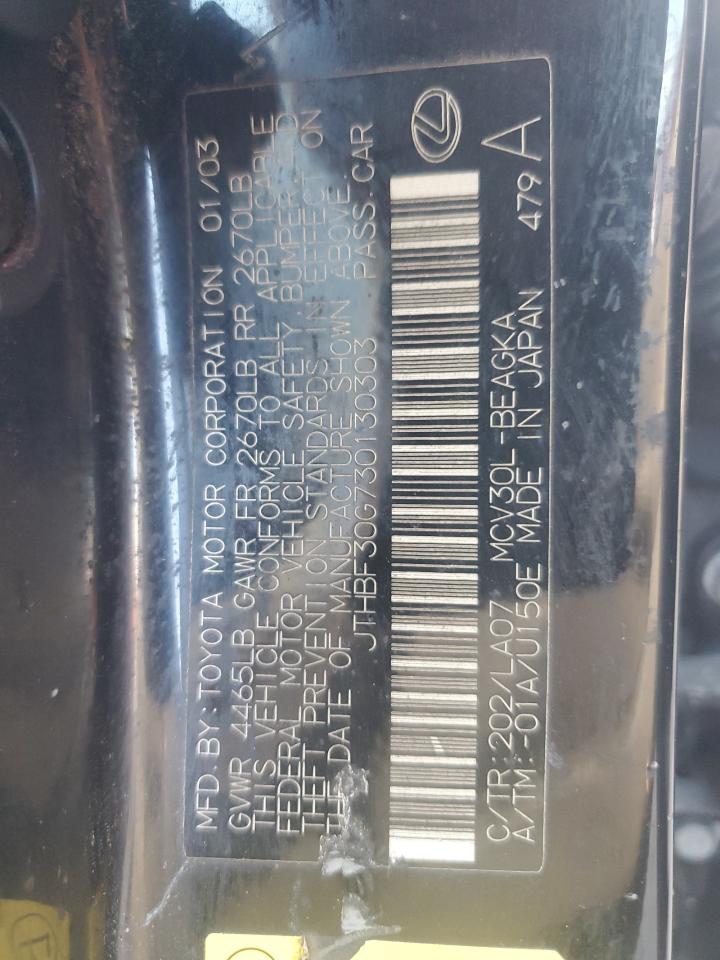 MFD. BY: TOYOTA MOTOR CORPORATION 01/03
GVWR 4465LB GAWR FR 2670LB RR 2670LB
THIS VEHICLE CONFORMS TO ALL APPLICABLE
FEDERAL MOTOR VEHICLE SAFETY BUMPER AND
THEFT PREVENTION STANDARDS IN EFFECT ON
THE DATE OF MANUFACTURE SHOWN ABOVE.
JTHBF30G730130303 PASS. CAR
C/TR:202/LA07 MCV30L-BEAGKA
A/TM:-01A/U150E MADE IN JAPAN 479 A